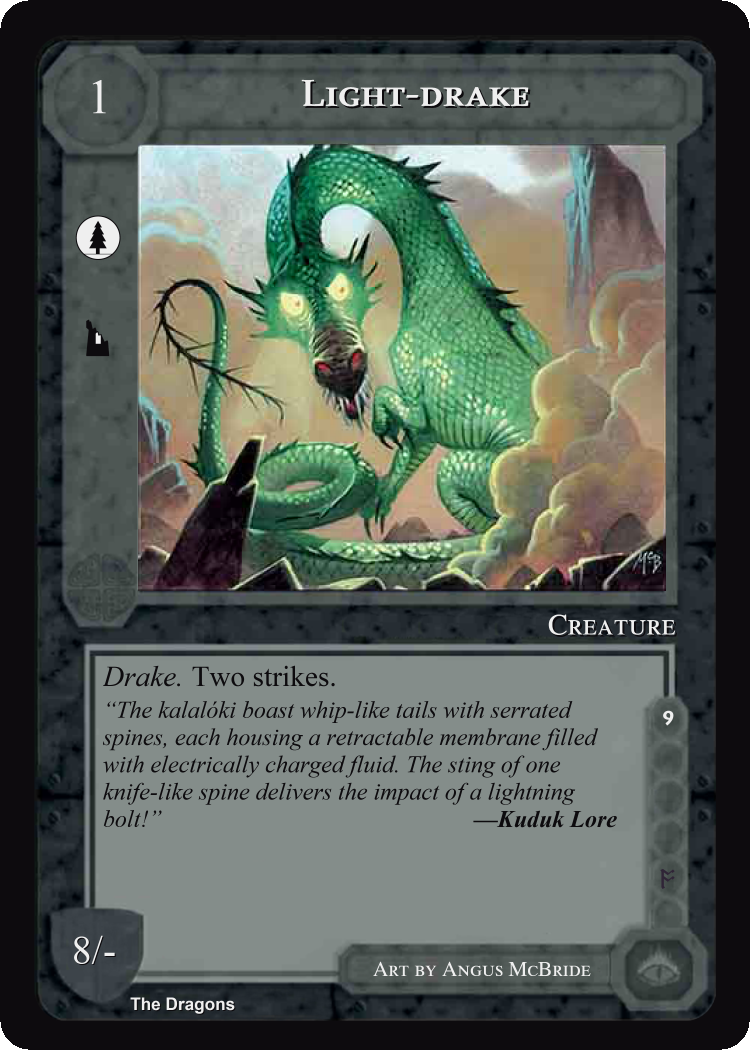 1
Light-drake
McB
Creature
Drake. Two strikes.
“The kalalóki boast whip-like tails with serrated
spines, each housing a retractable membrane filled
with electrically charged fluid. The sting of one
knife-like spine delivers the impact of a lightning
bolt!” —Kuduk Lore
9
8/-
Art by Angus McBride
The Dragons